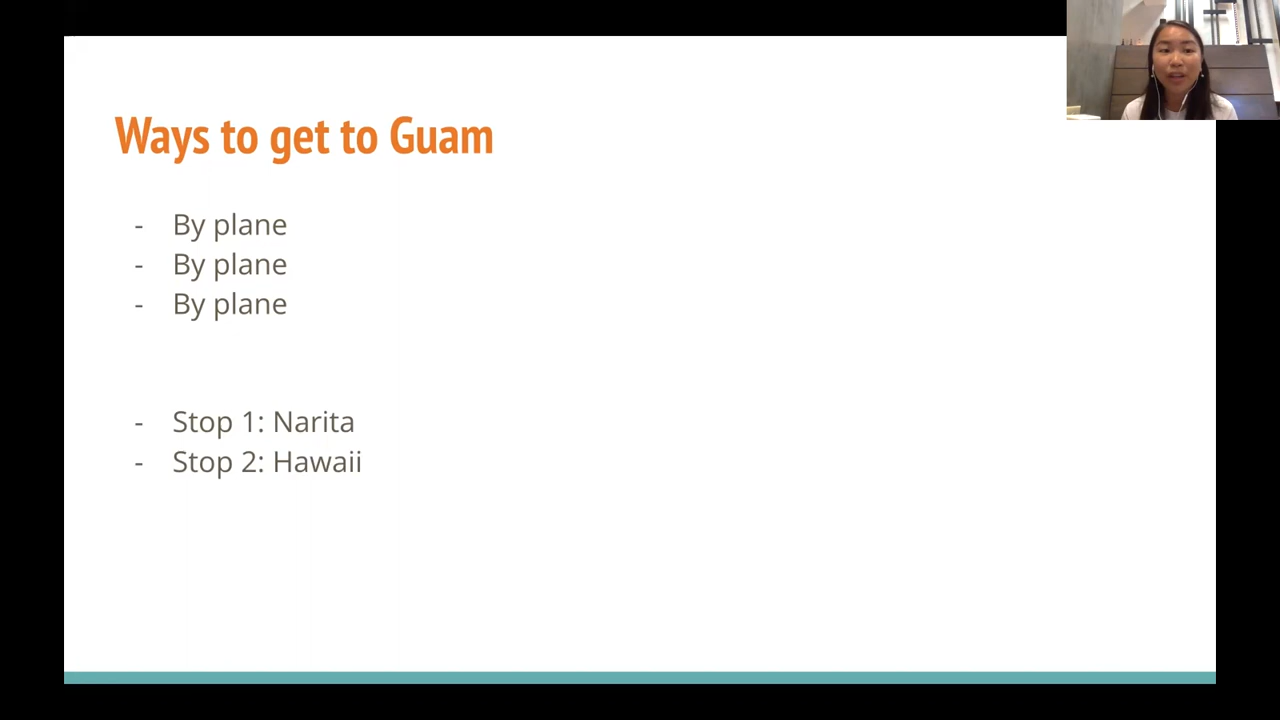 Ways to get to Guam
- By plane
- By plane
- By plane
- Stop 1: Narita
- Stop 2: Hawaii